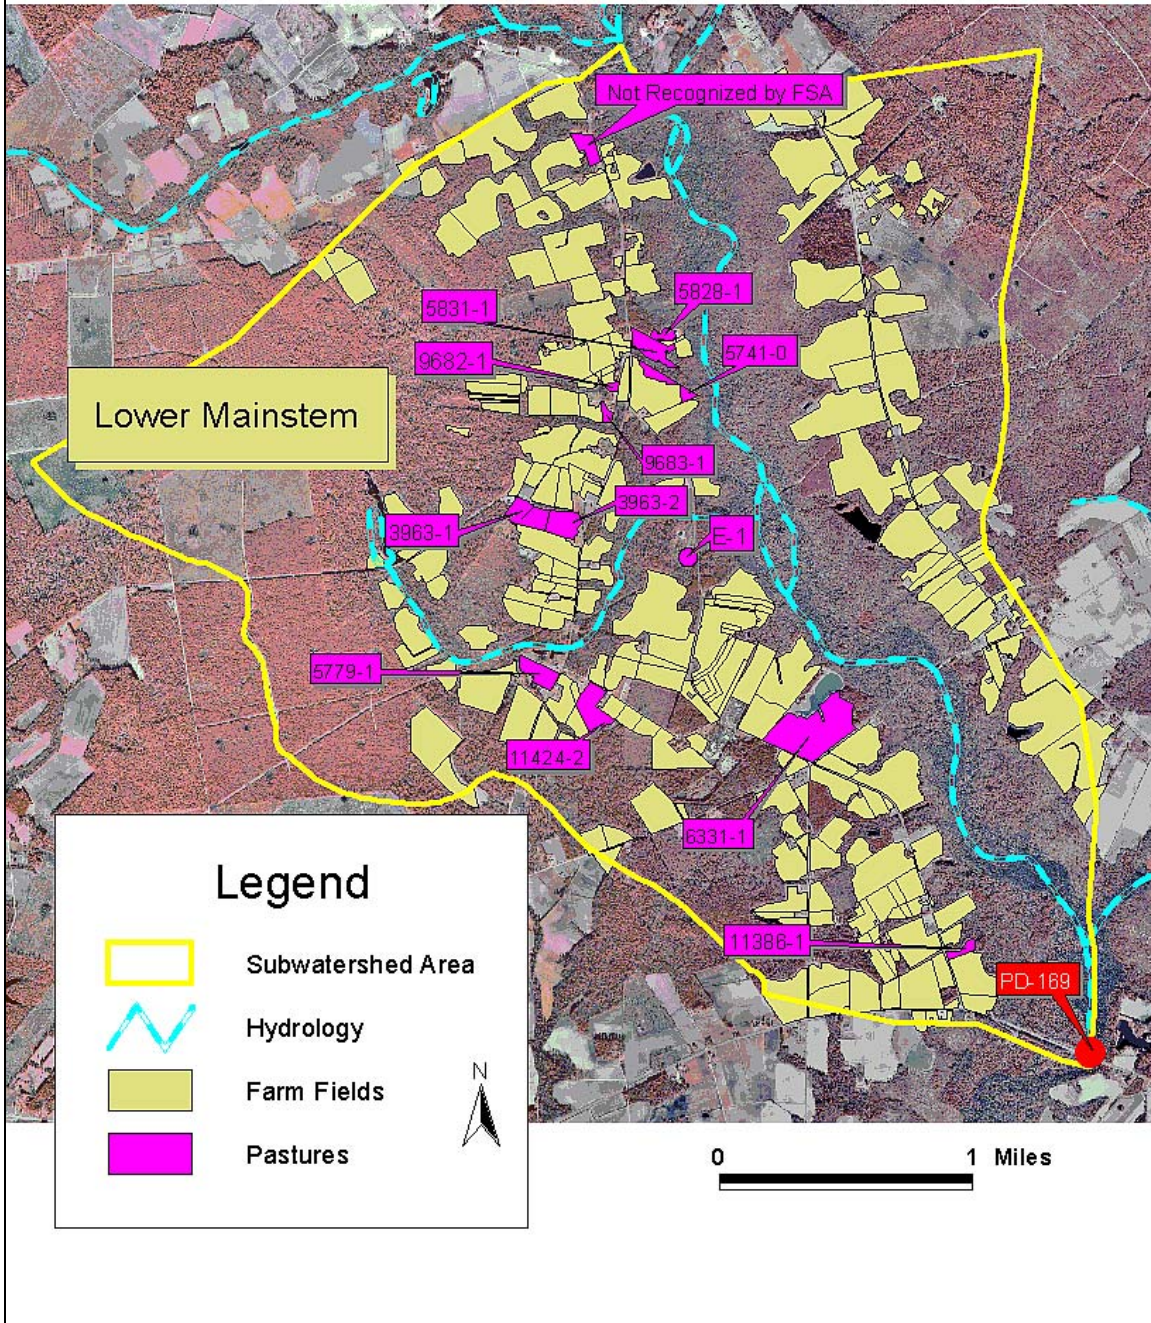 Not Recognized by FSA
5828-1
5831-1
5741-0
9682-1
Lower Mainstem
9683-1
3963-2
3963-1
E-1
5779-1
11424-2
6331-1
11386-1
PD-169
Legend
Subwatershed Area
Hydrology
Farm Fields
Pastures
N
0 1 Miles